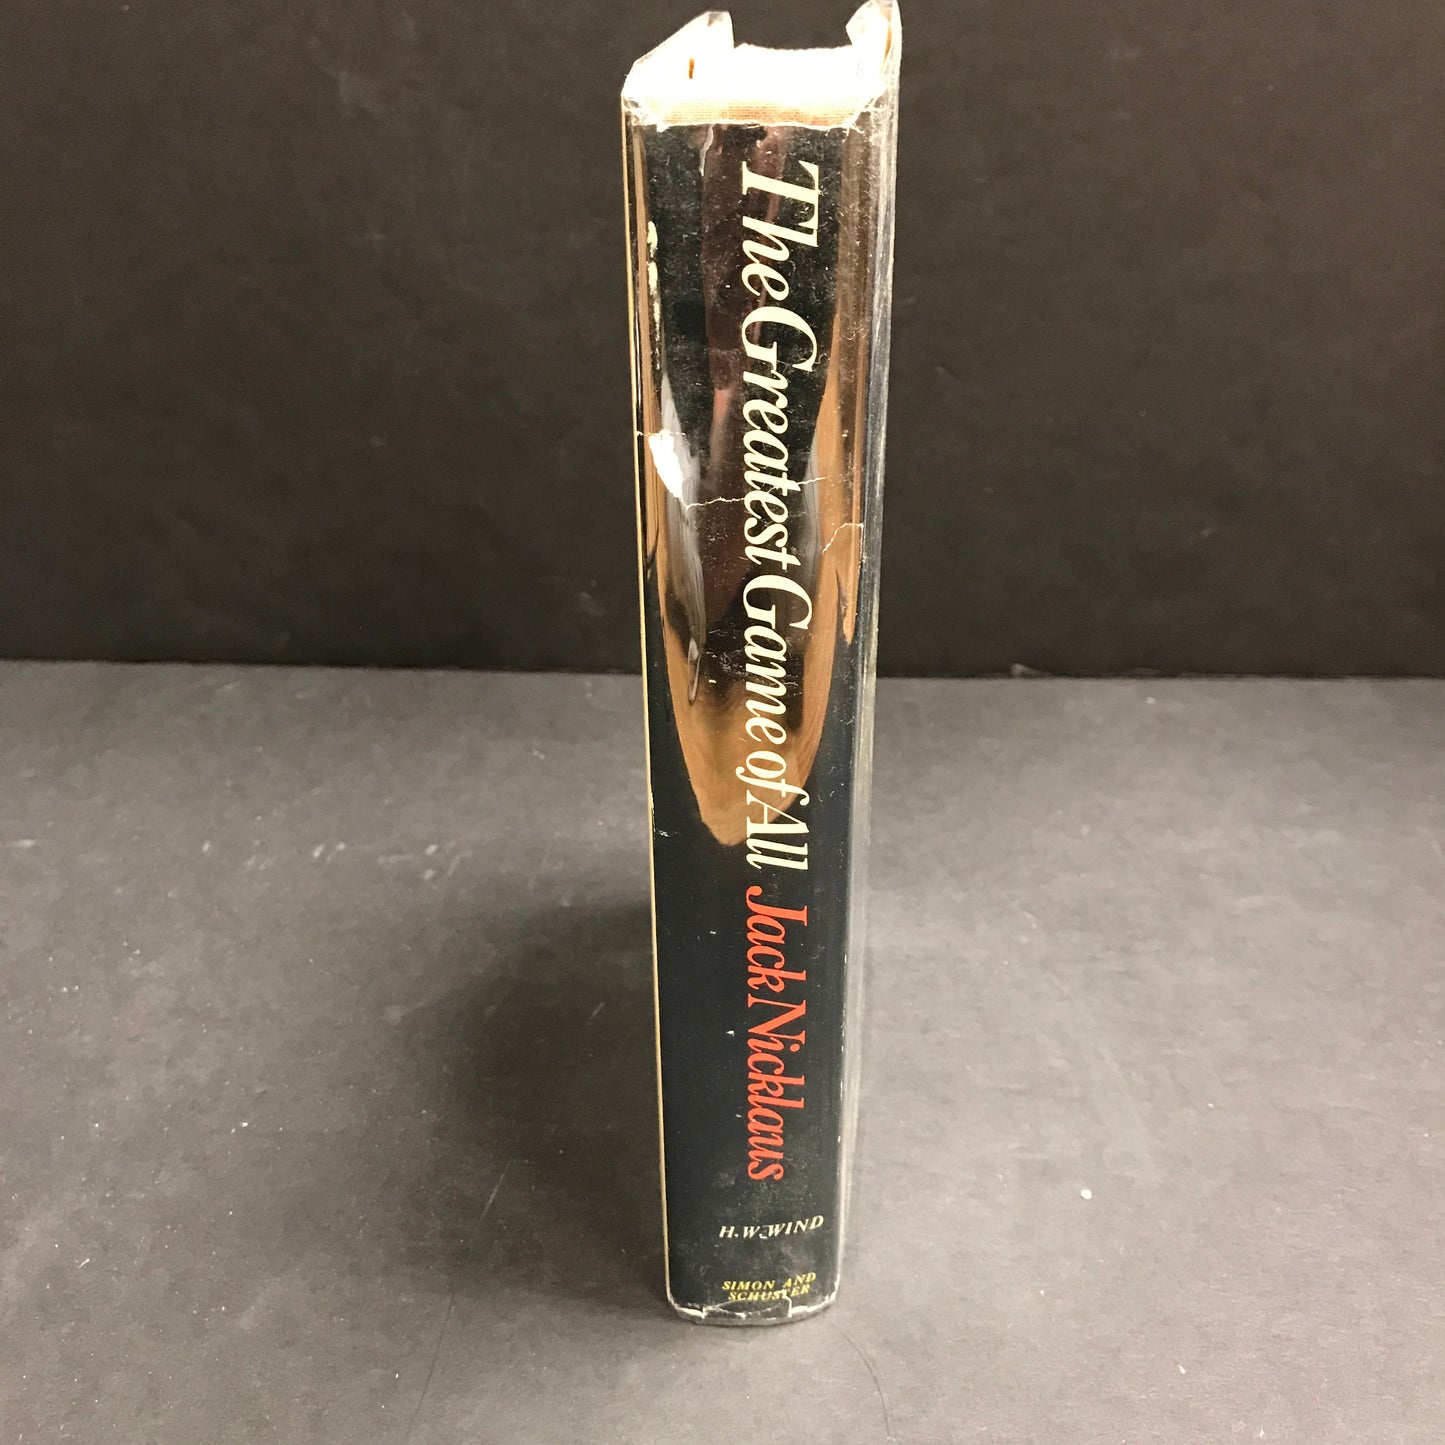 The Greatest Game of All Jack Nicklaus
H. W. WIND
SIMON AND
SCHUSTER